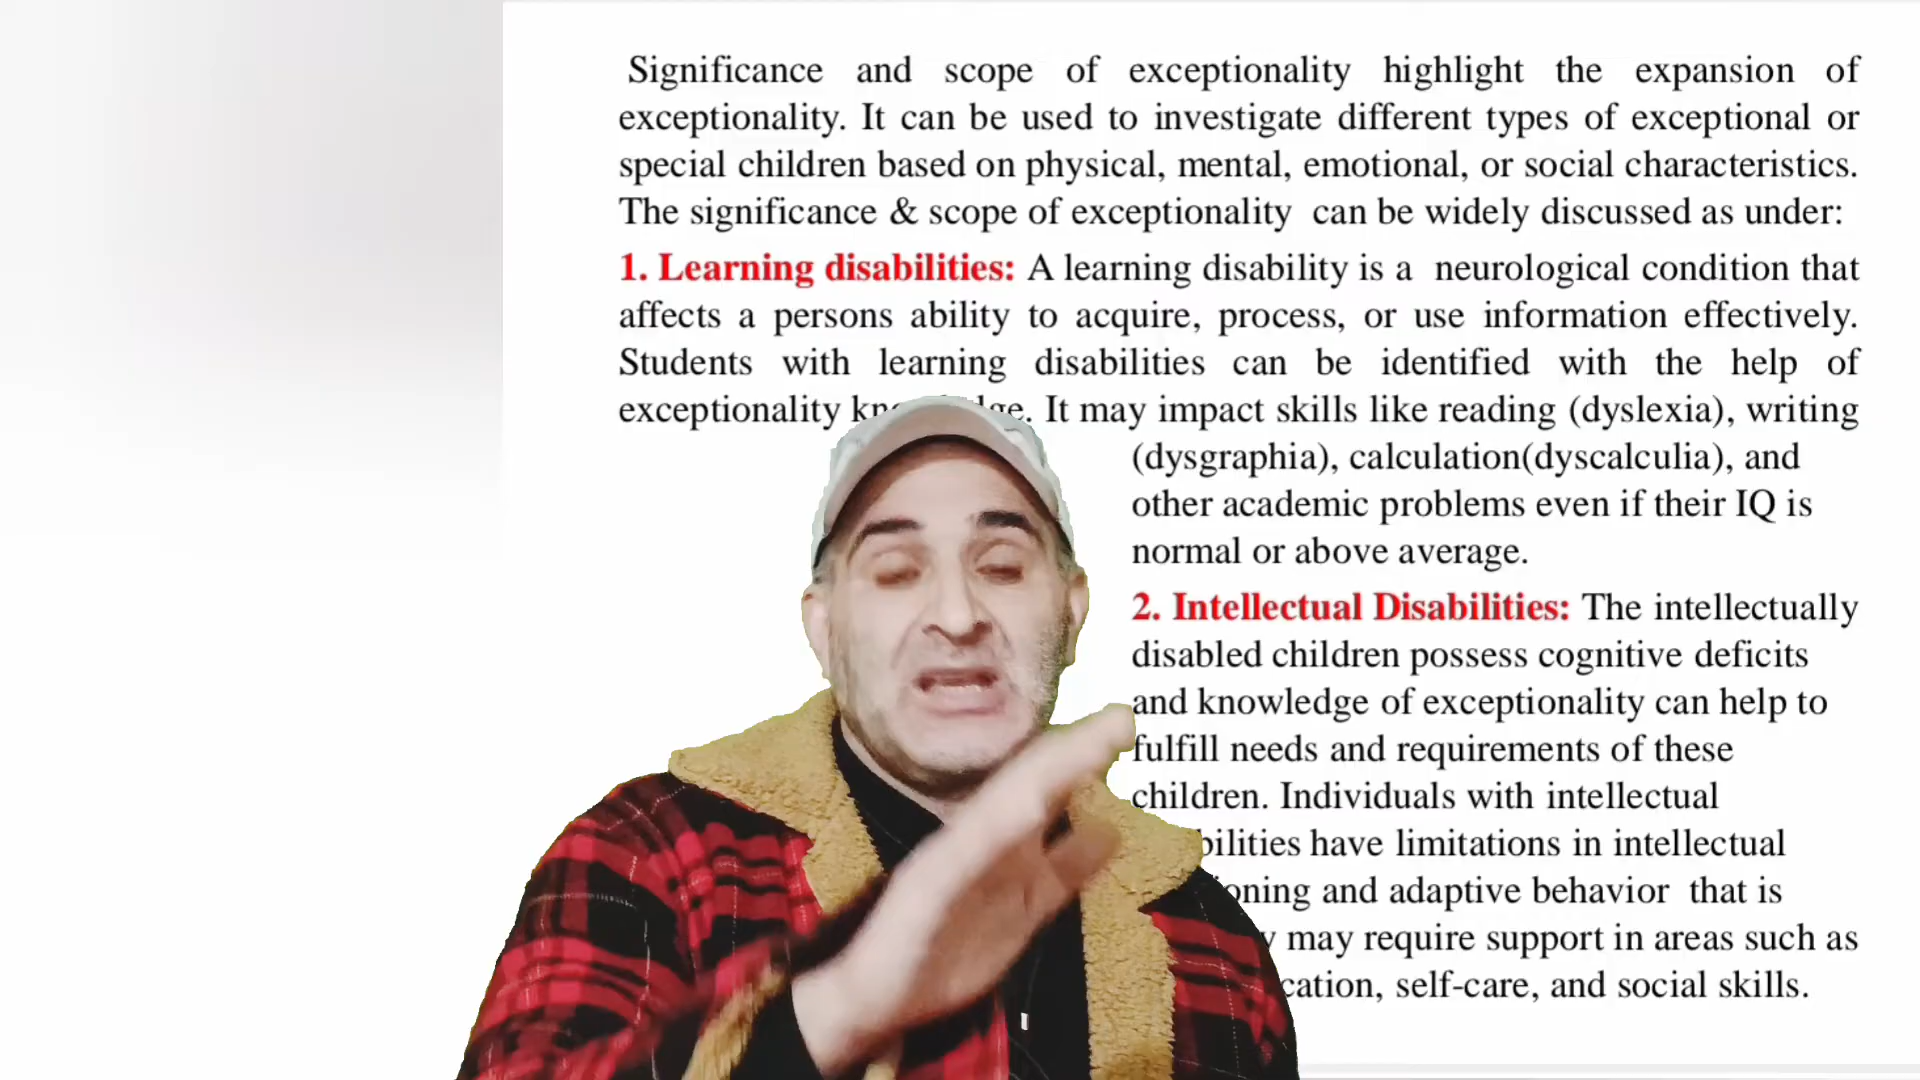 Significance and scope of exceptionality highlight the expansion of
exceptionality. It can be used to investigate different types of exceptional or
special children based on physical, mental, emotional, or social characteristics.
The significance & scope of exceptionality can be widely discussed as under:
1. Learning disabilities: A learning disability is a neurological condition that
affects a persons ability to acquire, process, or use information effectively.
Students with learning disabilities can be identified with the help of
exceptionality It may impact skills like reading (dyslexia), writing
(dysgraphia), calculation(dyscalculia), and
other academic problems even if their IQ is
normal or above average.
2. Intellectual Disabilities: The intellectually
disabled children possess cognitive deficits
and knowledge of exceptionality can help to
fulfill needs and requirements of these
children. Individuals with intellectual
have limitations in intellectual
and adaptive behavior that is
may require support in areas such as
self-care, and social skills.